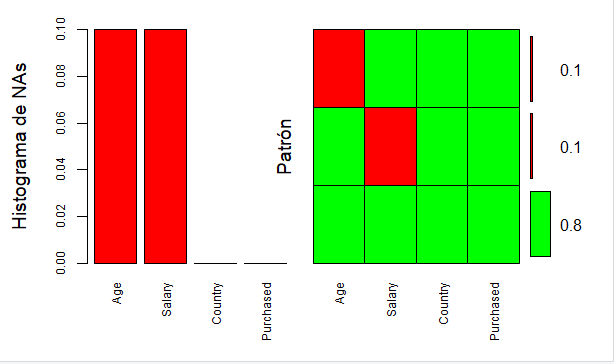 Histograma de NAs
0.00
0.02
0.04
0.06
0.08
0.10
Age
Salary
Country
Purchased
Patrón
Age
Salary
Country
Purchased
0.1
0.1
0.8